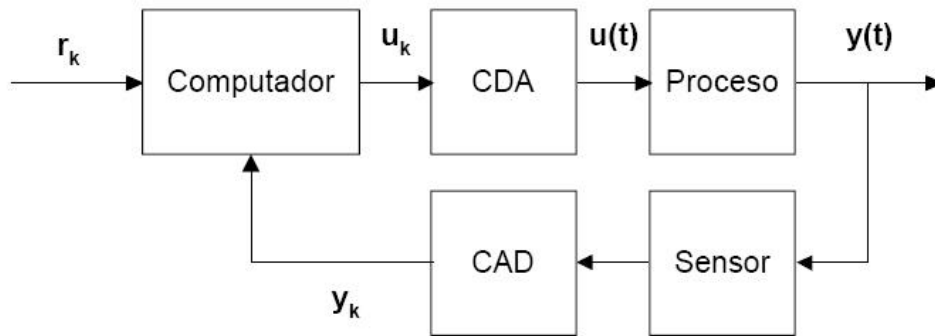 r_k
u_k
u(t)
y(t)
Computador
CDA
Proceso
CAD
Sensor
y_k